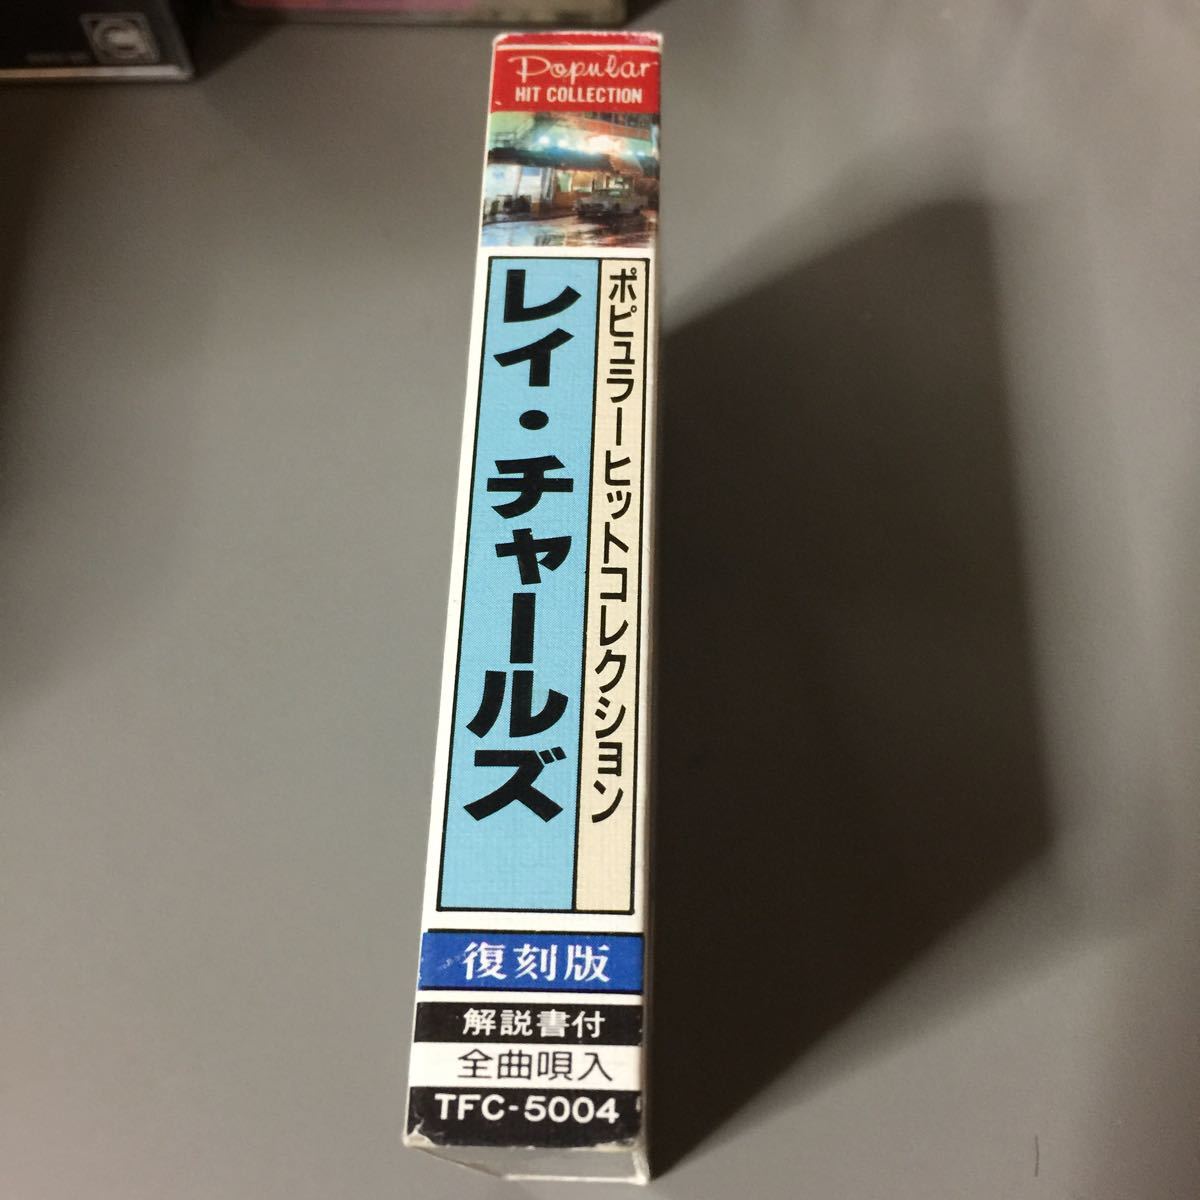 Popular
HIT COLLECTION
ポピュラーヒットコレクション
レイ・チャールズ
復刻版
解説書付
全曲唄入
TFC-5004